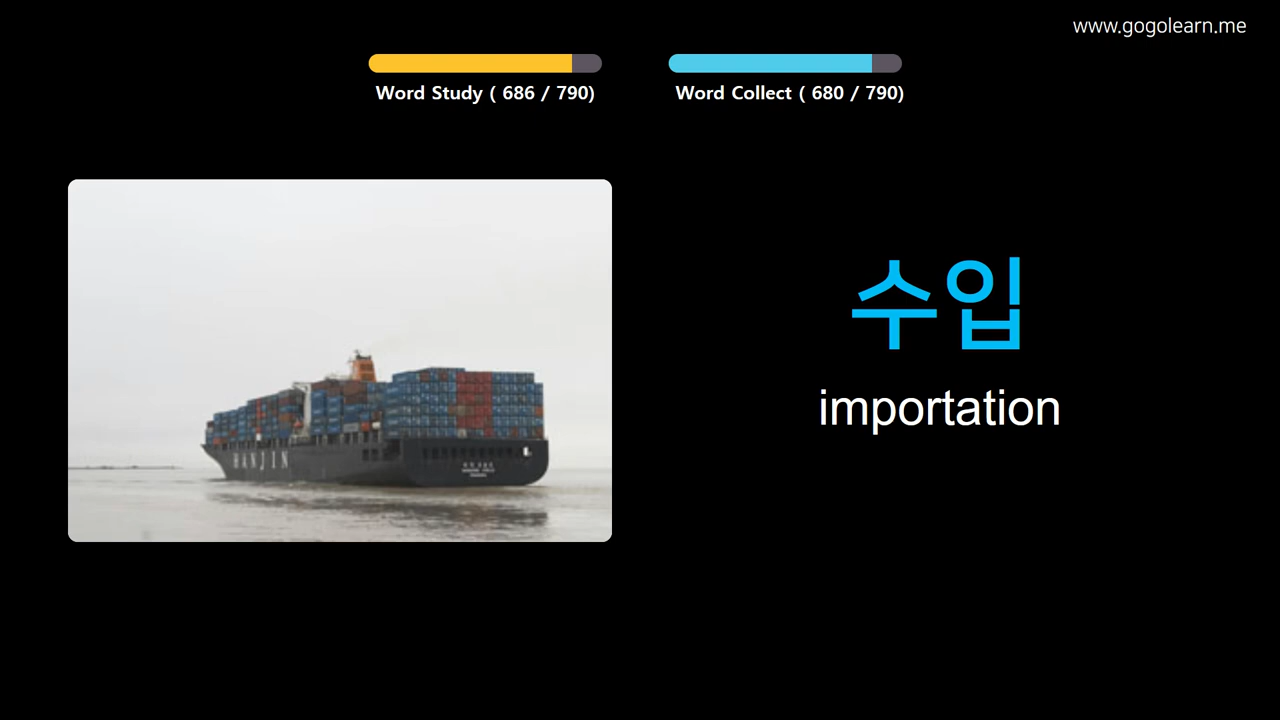 www.gogolearn.me
Word Study ( 686 / 790)
Word Collect ( 680 / 790)
수입
importation
HANJIN